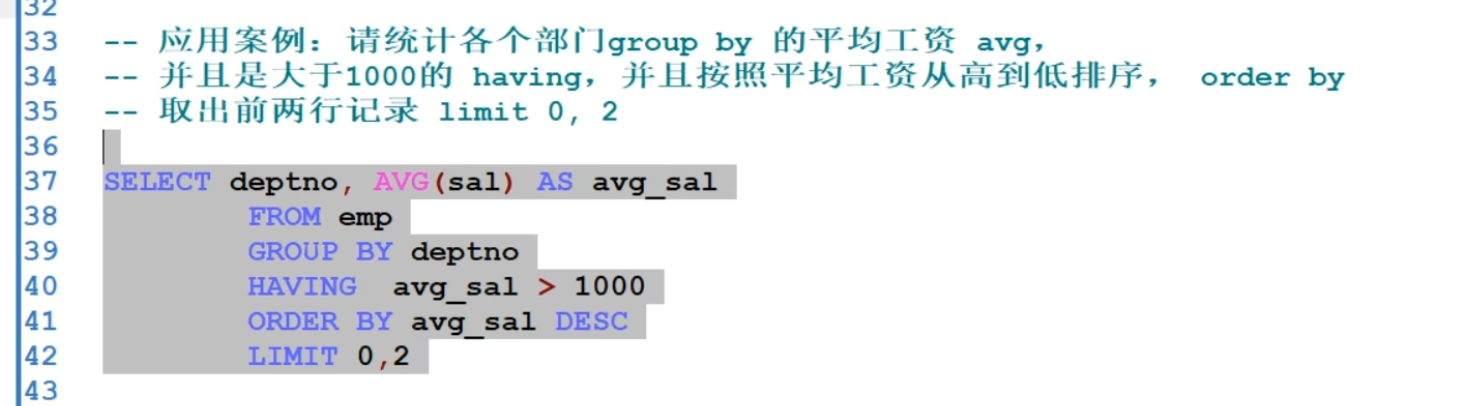 32
33 -- 应用案例：请统计各个部门group by 的平均工资 avg，
34 -- 并且是大于1000的 having，并且按照平均工资从高到低排序， order by
35 -- 取出前两行记录 limit 0, 2
36
37 SELECT deptno, AVG(sal) AS avg_sal
38 FROM emp
39 GROUP BY deptno
40 HAVING  avg_sal > 1000
41 ORDER BY avg_sal DESC
42 LIMIT 0,2
43